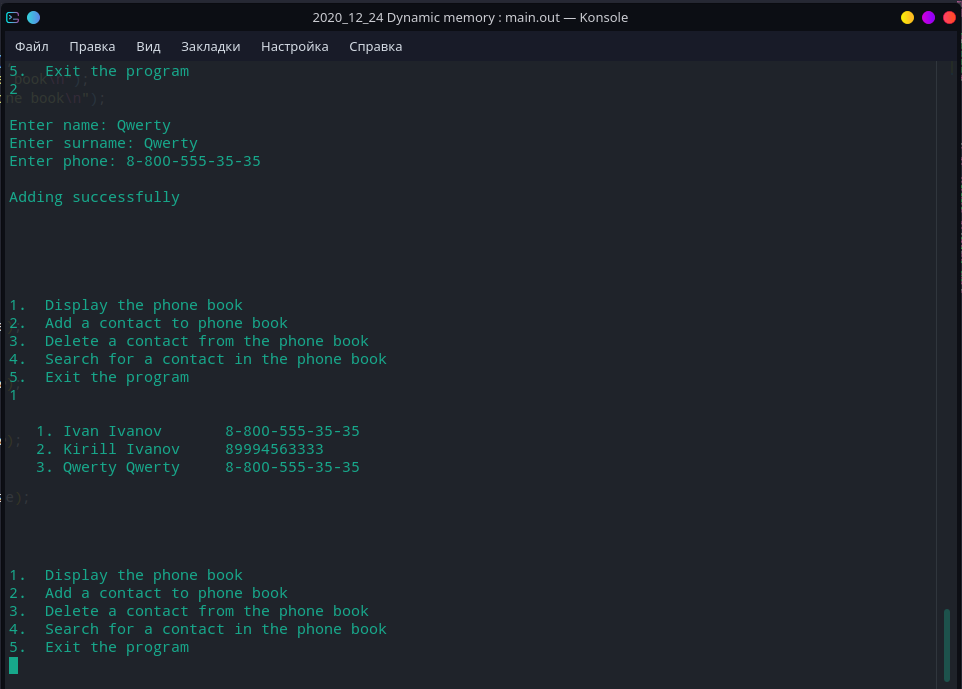 2020_12_24 Dynamic memory : main.out — Konsole
Файл Правка Вид Закладки Настройка Справка
5.  Exit the program
book\n");
2
ne book\n");
Enter name: Qwerty
Enter surname: Qwerty
Enter phone: 8-800-555-35-35
Adding successfully
1.  Display the phone book
2.  Add a contact to phone book
3.  Delete a contact from the phone book
4.  Search for a contact in the phone book
5.  Exit the program
1
1. Ivan Ivanov       8-800-555-35-35
);
2. Kirill Ivanov     89994563333
3. Qwerty Qwerty     8-800-555-35-35
e);
1.  Display the phone book
2.  Add a contact to phone book
3.  Delete a contact from the phone book
4.  Search for a contact in the phone book
5.  Exit the program